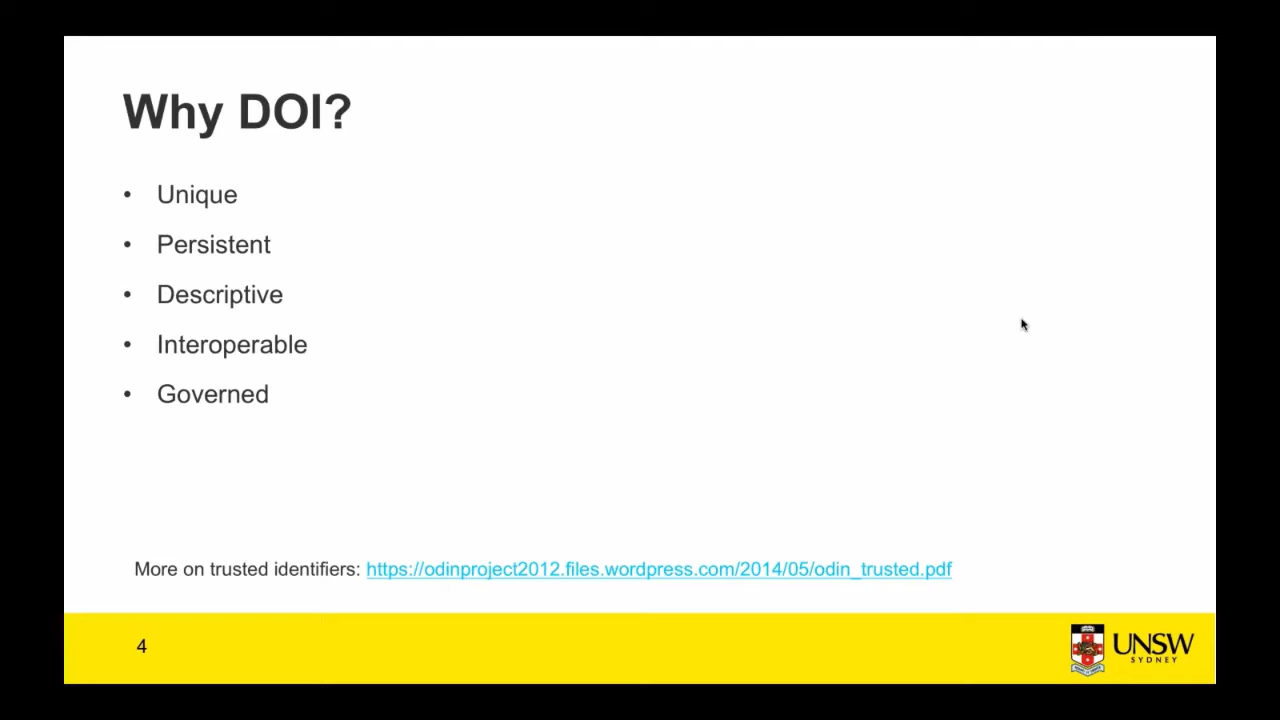 Why DOI?
• Unique
• Persistent
• Descriptive
• Interoperable
• Governed
More on trusted identifiers: https://odinproject2012.files.wordpress.com/2014/05/odin_trusted.pdf
4
UNSW
SYDNEY